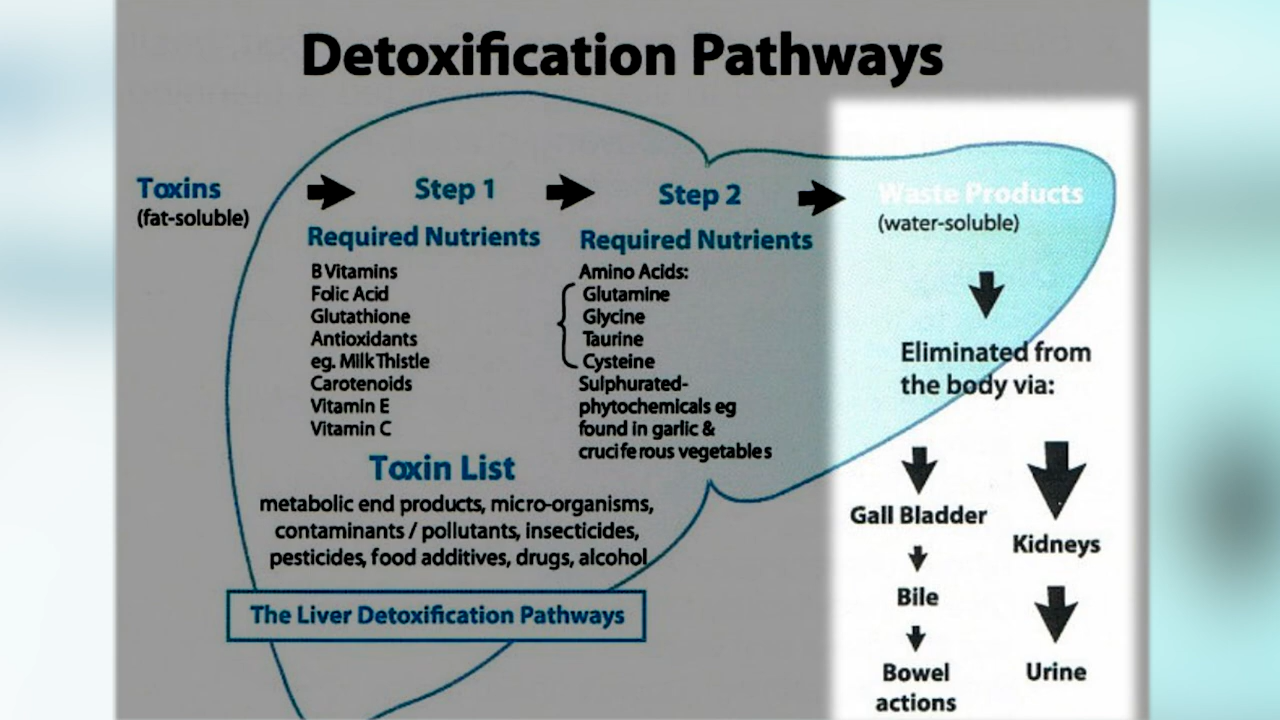 Detoxification Pathways
Toxins
(fat-soluble)
Step 1
Required Nutrients
B Vitamins
Folic Acid
Glutathione
Antioxidants
eg. Milk Thistle
Carotenoids
Vitamin E
Vitamin C
Step 2
Required Nutrients
Amino Acids:
Glutamine
Glycine
Taurine
Cysteine
Sulphurated-
phytochemicals eg
found in garlic &
cruciferous vegetables
Waste Products
(water-soluble)
Eliminated from
the body via:
Gall Bladder
Bile
Bowel
actions
Kidneys
Urine
Toxin List
metabolic end products, micro-organisms,
contaminants / pollutants, insecticides,
pesticides, food additives, drugs, alcohol
The Liver Detoxification Pathways